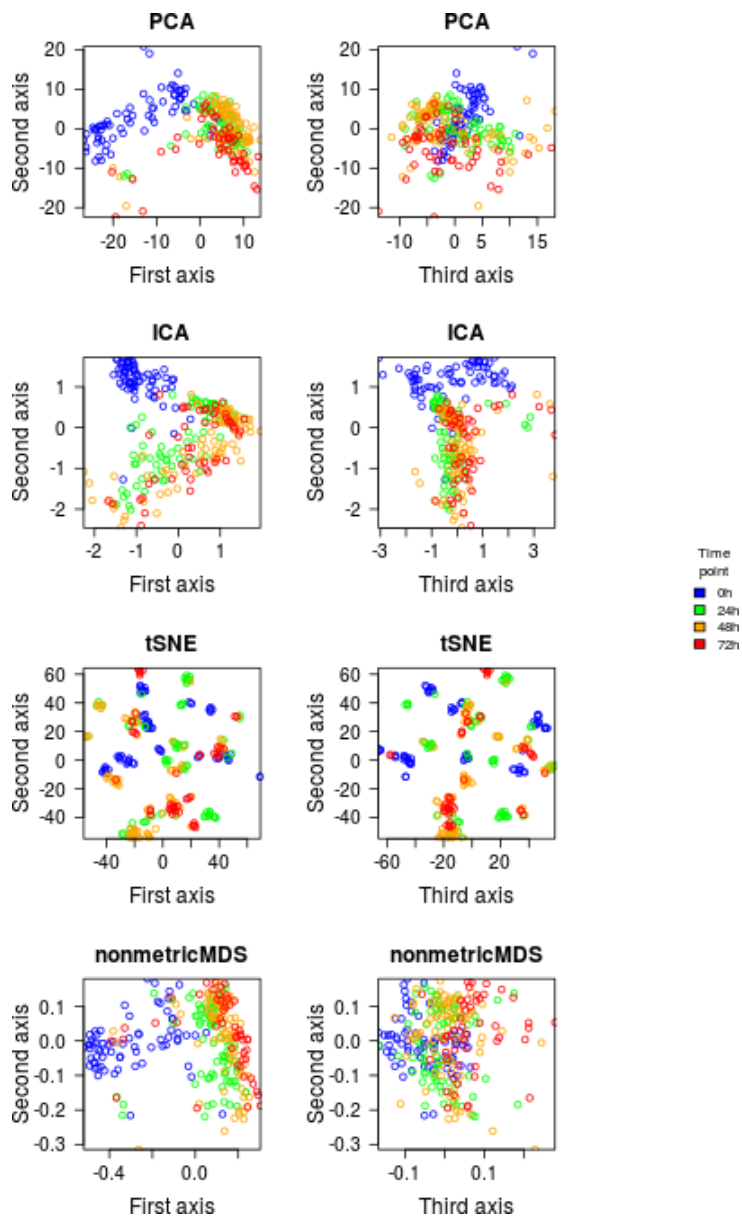 PCA PCA
20 20
10 10
0 0
-10 -10
-20 -20
Second axis Second axis
-20 -10 0 10 -10 0 5 15
First axis Third axis
ICA ICA
1 1
0 0
-1 -1
-2 -2
Second axis Second axis
-2 -1 0 1 -3 -1 1 3
First axis Third axis
Time
point
0h
24h
48h
72h
tSNE tSNE
60 60
40 40
20 20
0 0
-20 -20
-40 -40
Second axis Second axis
-40 0 40 -60 -20 20
First axis Third axis
nonmetricMDS nonmetricMDS
0.1 0.1
0.0 0.0
-0.1 -0.1
-0.2 -0.2
-0.3 -0.3
Second axis Second axis
-0.4 0.0 -0.1 0.1
First axis Third axis